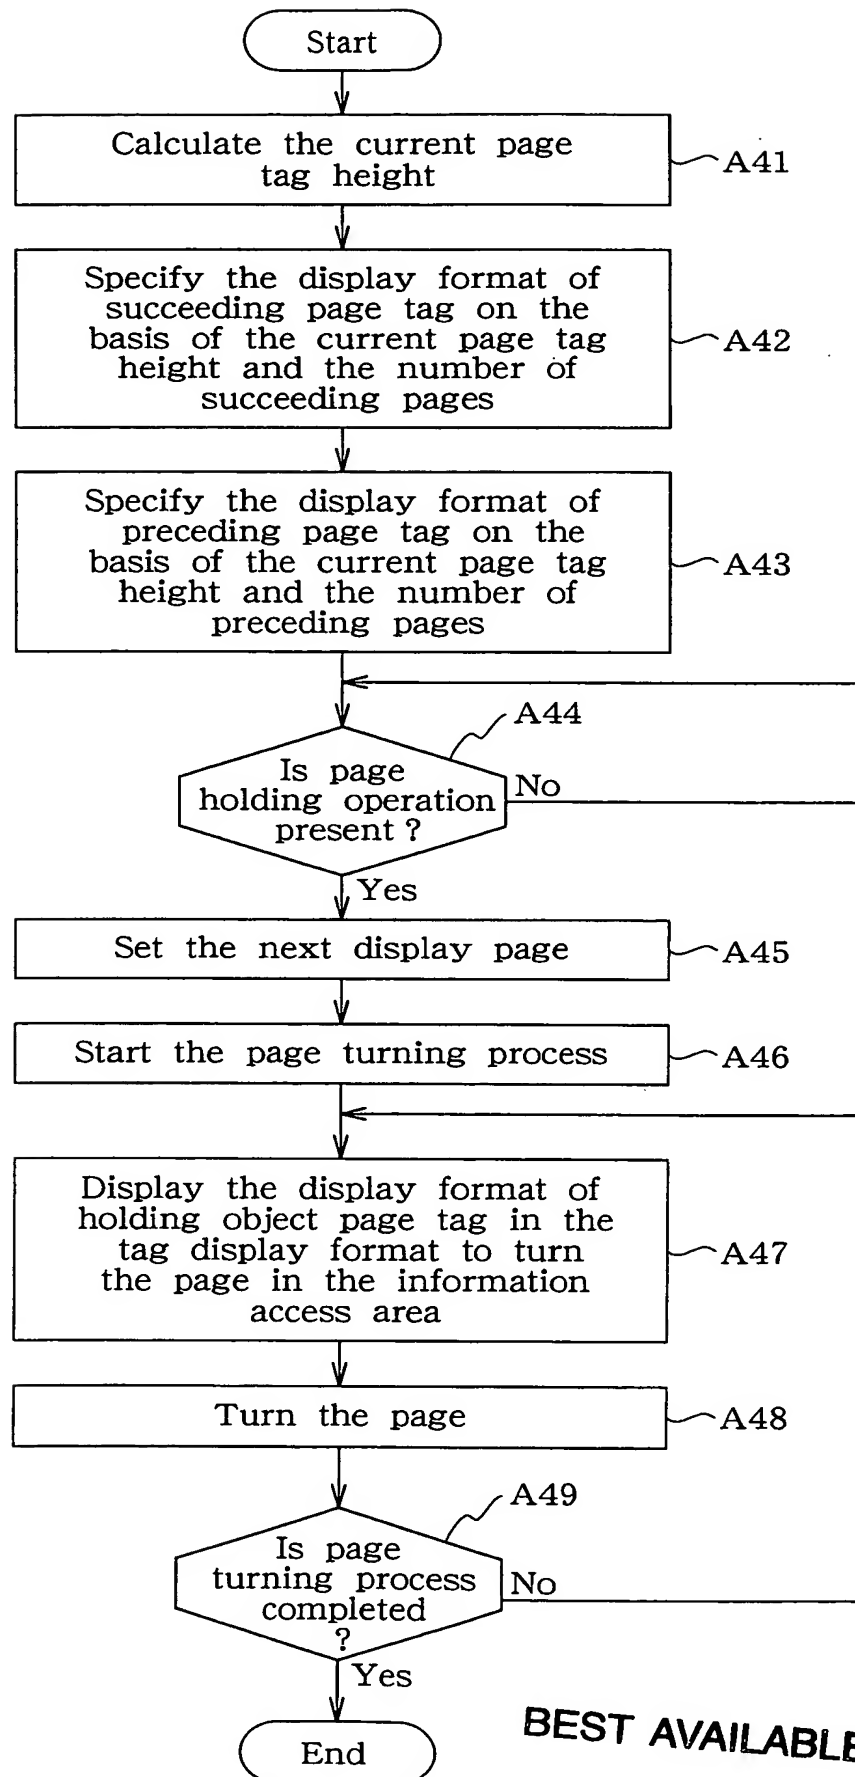 Start
Calculate the current page
tag height
A41
Specify the display format of
succeeding page tag on the
basis of the current page tag
height and the number of
succeeding pages
A42
Specify the display format of
preceding page tag on the
basis of the current page tag
height and the number of
preceding pages
A43
A44
Is page
holding operation
present ?
No
Yes
Set the next display page
A45
Start the page turning process
A46
Display the display format of
holding object page tag in the
tag display format to turn
the page in the information
access area
A47
Turn the page
A48
A49
Is page
turning process
completed
?
No
Yes
End
BEST AVAILABLE